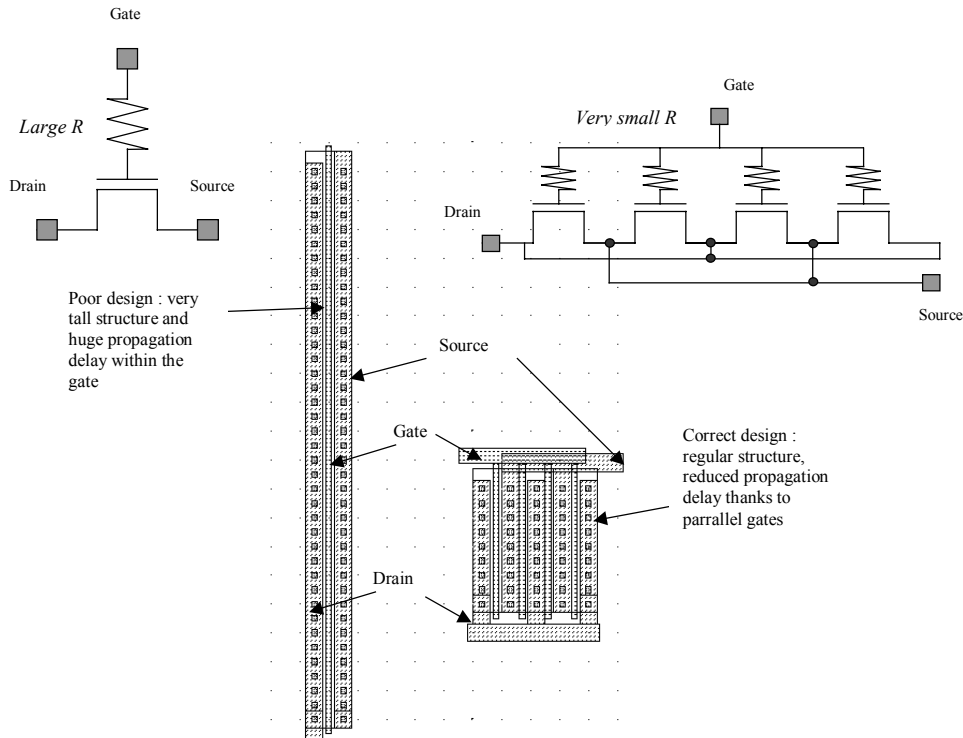 Gate
Large R
Drain
Source
Gate
Very small R
Drain
Source
Poor design : very
tall structure and
huge propagation
delay within the
gate
Source
Gate
Drain
Correct design :
regular structure,
reduced propagation
delay thanks to
parrallel gates